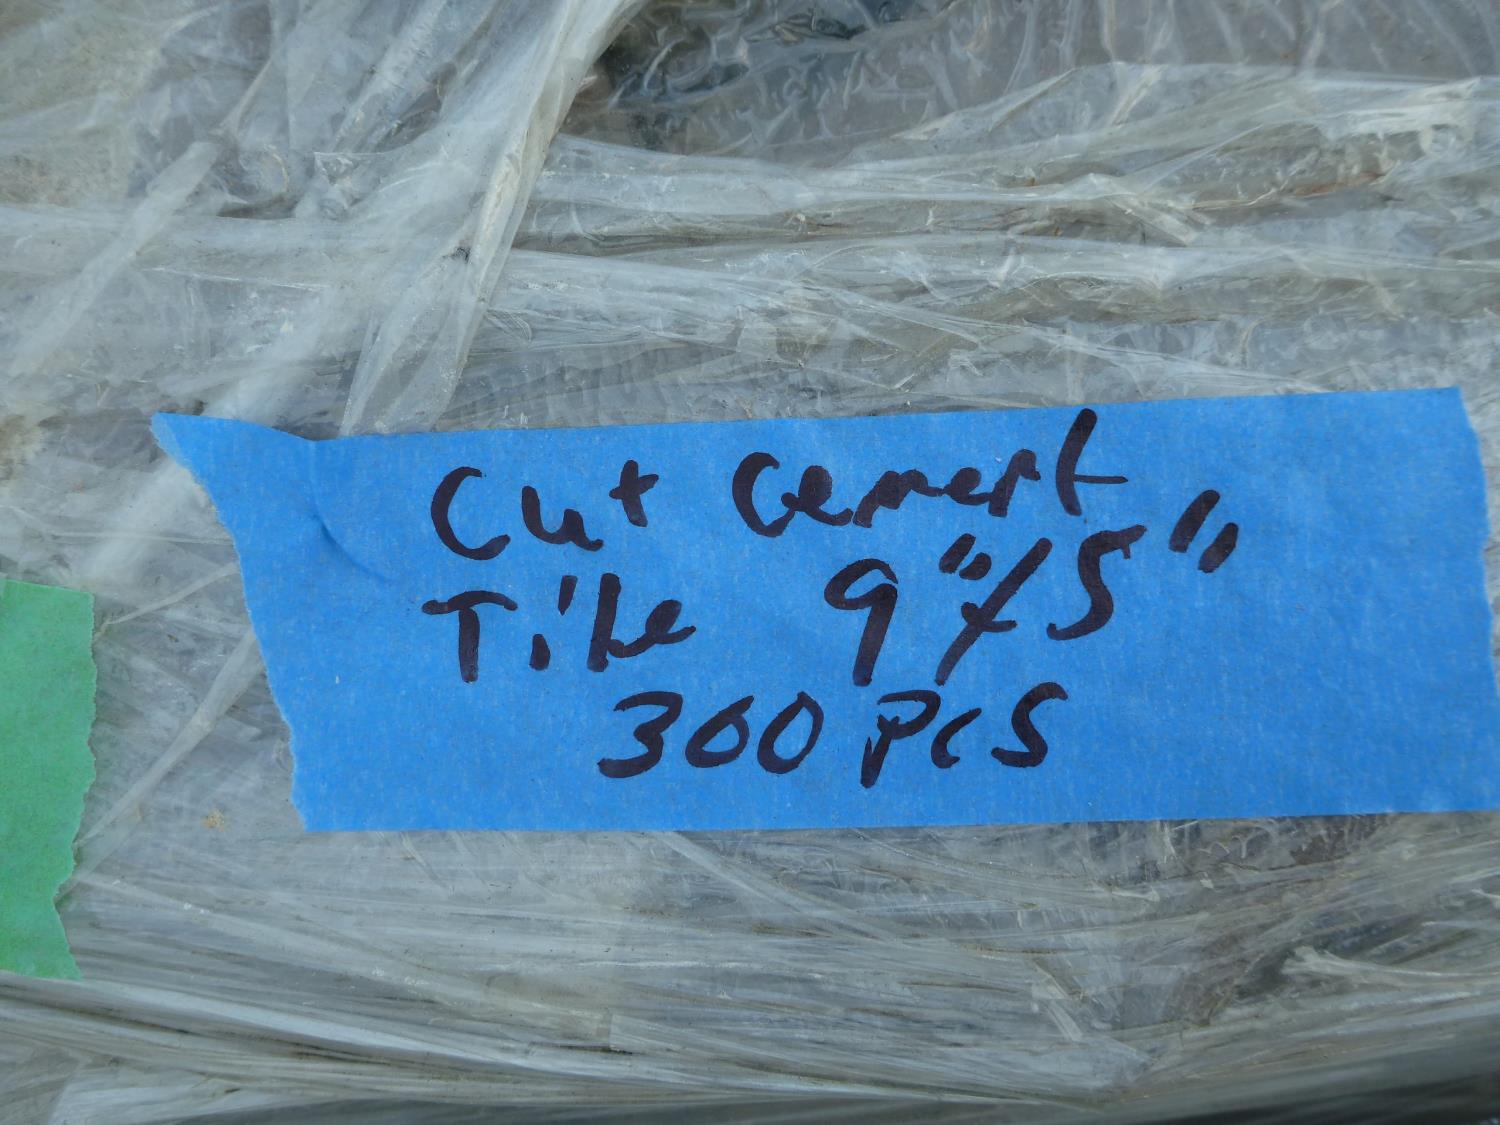 Cut Cement
Tile 9"x5"
300 Pcs